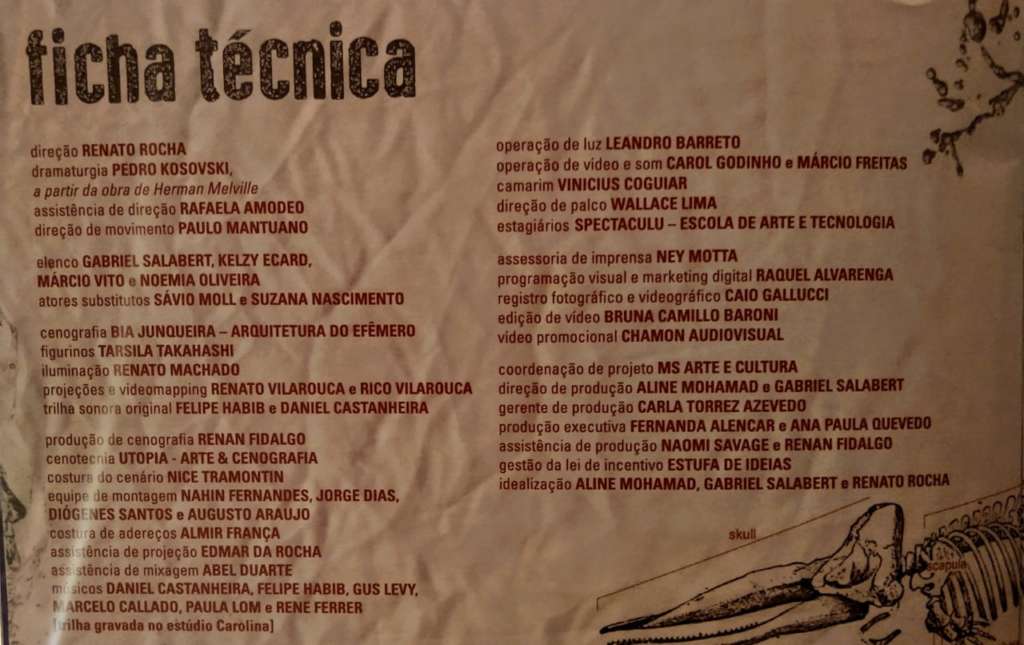 ficha técnica
direção RENATO ROCHA
dramaturgia PEDRO KOSOVSKI,
a partir da obra de Herman Melville
assistência de direção RAFAELA AMODEO
direção de movimento PAULO MANTUANO
elenco GABRIEL SALABERT, KELZY ECARD,
MÁRCIO VITO e NOEMIA OLIVEIRA
atores substitutos SÁVIO MOLL e SUZANA NASCIMENTO
cenografia BIA JUNQUEIRA – ARQUITETURA DO EFÊMERO
figurinos TARSILA TAKAHASHI
iluminação RENATO MACHADO
projeções e videomapping RENATO VILAROUCA e RICO VILAROUCA
trilha sonora original FELIPE HABIB e DANIEL CASTANHEIRA
produção de cenografia RENAN FIDALGO
cenotecnia UTOPIA - ARTE & CENOGRAFIA
costura do cenário NICE TRAMONTIN
equipe de montagem NAHIN FERNANDES, JORGE DIAS,
DIÓGENES SANTOS e AUGUSTO ARAUJO
costura de adereços ALMIR FRANÇA
assistência de projeção EDMAR DA ROCHA
assistência de mixagem ABEL DUARTE
músicos DANIEL CASTANHEIRA, FELIPE HABIB, GUS LEVY,
MARCELO CALLADO, PAULA LOM e RENE FERRER
[trilha gravada no estúdio Carolina]
operação de luz LEANDRO BARRETO
operação de vídeo e som CAROL GODINHO e MÁRCIO FREITAS
camarim VINICIUS COGUIAR
direção de palco WALLACE LIMA
estagiários SPECTACULU – ESCOLA DE ARTE E TECNOLOGIA
assessoria de imprensa NEY MOTTA
programação visual e marketing digital RAQUEL ALVARENGA
registro fotográfico e videográfico CAIO GALLUCCI
edição de vídeo BRUNA CAMILLO BARONI
vídeo promocional CHAMON AUDIOVISUAL
coordenação de projeto MS ARTE E CULTURA
direção de produção ALINE MOHAMAD e GABRIEL SALABERT
gerente de produção CARLA TORREZ AZEVEDO
produção executiva FERNANDA ALENCAR e ANA PAULA QUEVEDO
assistência de produção NAOMI SAVAGE e RENAN FIDALGO
gestão da lei de incentivo ESTUFA DE IDEIAS
idealização ALINE MOHAMAD, GABRIEL SALABERT e RENATO ROCHA
skull
scapula